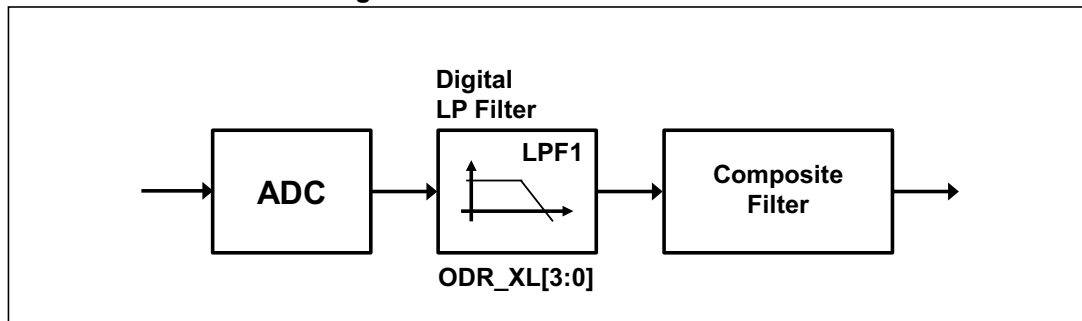 Digital
LP Filter
LPF1
ADC
Composite
Filter
ODR_XL[3:0]